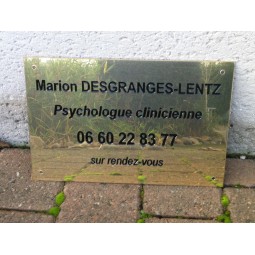 Marion DESGRANGES-LENTZ
Psychologue clinicienne
06 60 22 83 77
sur rendez-vous